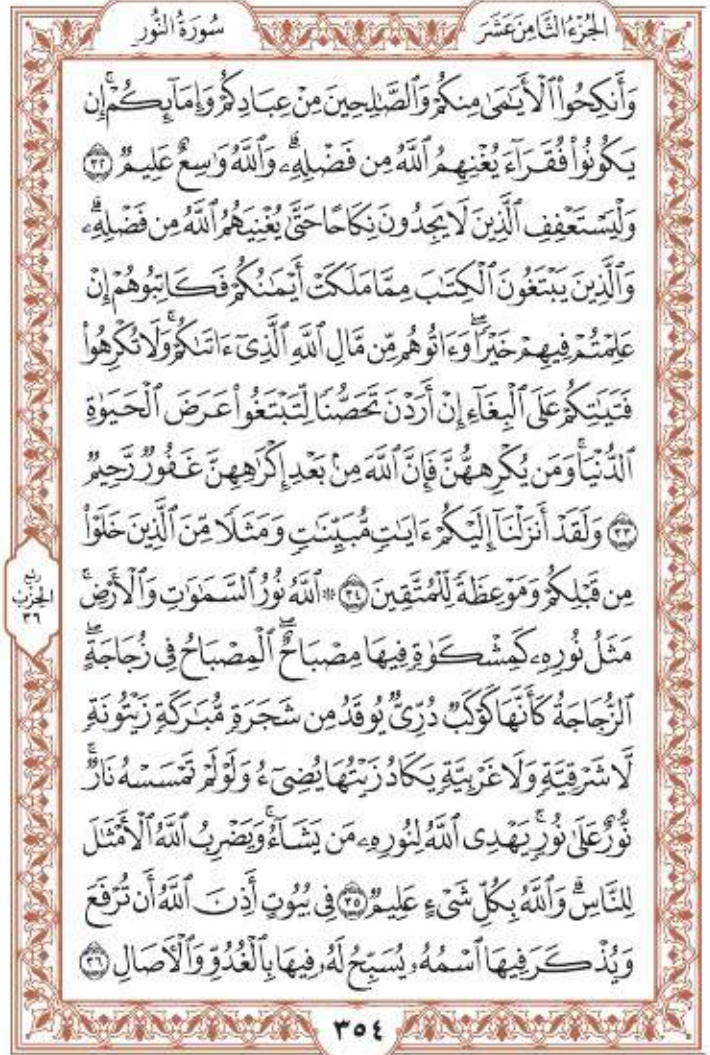 الجُزْءُ الثَّامِنَ عَشَرَ
سُورَةُ النُّورِ
وَأَنكِحُوا۟ ٱلْأَيَـٰمَىٰ مِنكُمْ وَٱلصَّـٰلِحِينَ مِنْ عِبَادِكُمْ وَإِمَآئِكُمْ ۚ إِن
يَكُونُوا۟ فُقَرَآءَ يُغْنِهِمُ ٱللَّهُ مِن فَضْلِهِۦ ۗ وَٱللَّهُ وَٰسِعٌ عَلِيمٌ ٣٢
وَلْيَسْتَعْفِفِ ٱلَّذِينَ لَا يَجِدُونَ نِكَاحًا حَتَّىٰ يُغْنِيَهُمُ ٱللَّهُ مِن فَضْلِهِۦ ۗ
وَٱلَّذِينَ يَبْتَغُونَ ٱلْكِتَـٰبَ مِمَّا مَلَكَتْ أَيْمَـٰنُكُمْ فَكَاتِبُوهُمْ إِنْ
عَلِمْتُمْ فِيهِمْ خَيْرًا ۖ وَءَاتُوهُم مِّن مَّالِ ٱللَّهِ ٱلَّذِىٓ ءَاتَىٰكُمْ ۚ وَلَا تُكْرِهُوا۟
فَتَيَـٰتِكُمْ عَلَى ٱلْبِغَآءِ إِنْ أَرَدْنَ تَحَصُّنًا لِّتَبْتَغُوا۟ عَرَضَ ٱلْحَيَوٰةِ
ٱلدُّنْيَا ۚ وَمَن يُكْرِههُّنَّ فَإِنَّ ٱللَّهَ مِنۢ بَعْدِ إِكْرَٰهِهِنَّ غَفُورٌ رَّحِيمٌ
٣٣ وَلَقَدْ أَنزَلْنَآ إِلَيْكُمْ ءَايَـٰتٍ مُّبَيِّنَـٰتٍ وَمَثَلًا مِّنَ ٱلَّذِينَ خَلَوْا۟
مِن قَبْلِكُمْ وَمَوْعِظَةً لِّلْمُتَّقِينَ ٣٤ ۞ ٱللَّهُ نُورُ ٱلسَّمَـٰوَٰتِ وَٱلْأَرْضِ ۚ
رُبْع
الحِزْب
٣٦
مَثَلُ نُورِهِۦ كَمِشْكَوٰةٍ فِيهَا مِصْبَاحٌ ۖ ٱلْمِصْبَاحُ فِى زُجَاجَةٍ ۖ
ٱلزُّجَاجَةُ كَأَنَّهَا كَوْكَبٌ دُرِّىٌّ يُوقَدُ مِن شَجَرَةٍ مُّبَـٰرَكَةٍ زَيْتُونَةٍ
لَّا شَرْقِيَّةٍ وَلَا غَرْبِيَّةٍ يَكَادُ زَيْتُهَا يُضِىٓءُ وَلَوْ لَمْ تَمْسَسْهُ نَارٌ ۚ
نُّورٌ عَلَىٰ نُورٍ ۗ يَهْدِى ٱللَّهُ لِنُورِهِۦ مَن يَشَآءُ ۚ وَيَضْرِبُ ٱللَّهُ ٱلْأَمْثَـٰلَ
لِلنَّاسِ ۗ وَٱللَّهُ بِكُلِّ شَىْءٍ عَلِيمٌ ٣٥ فِى بُيُوتٍ أَذِنَ ٱللَّهُ أَن تُرْفَعَ
وَيُذْكَرَ فِيهَا ٱسْمُهُۥ يُسَبِّحُ لَهُۥ فِيهَا بِٱلْغُدُوِّ وَٱلْـَٔاصَالِ ٣٦
٣٥٤